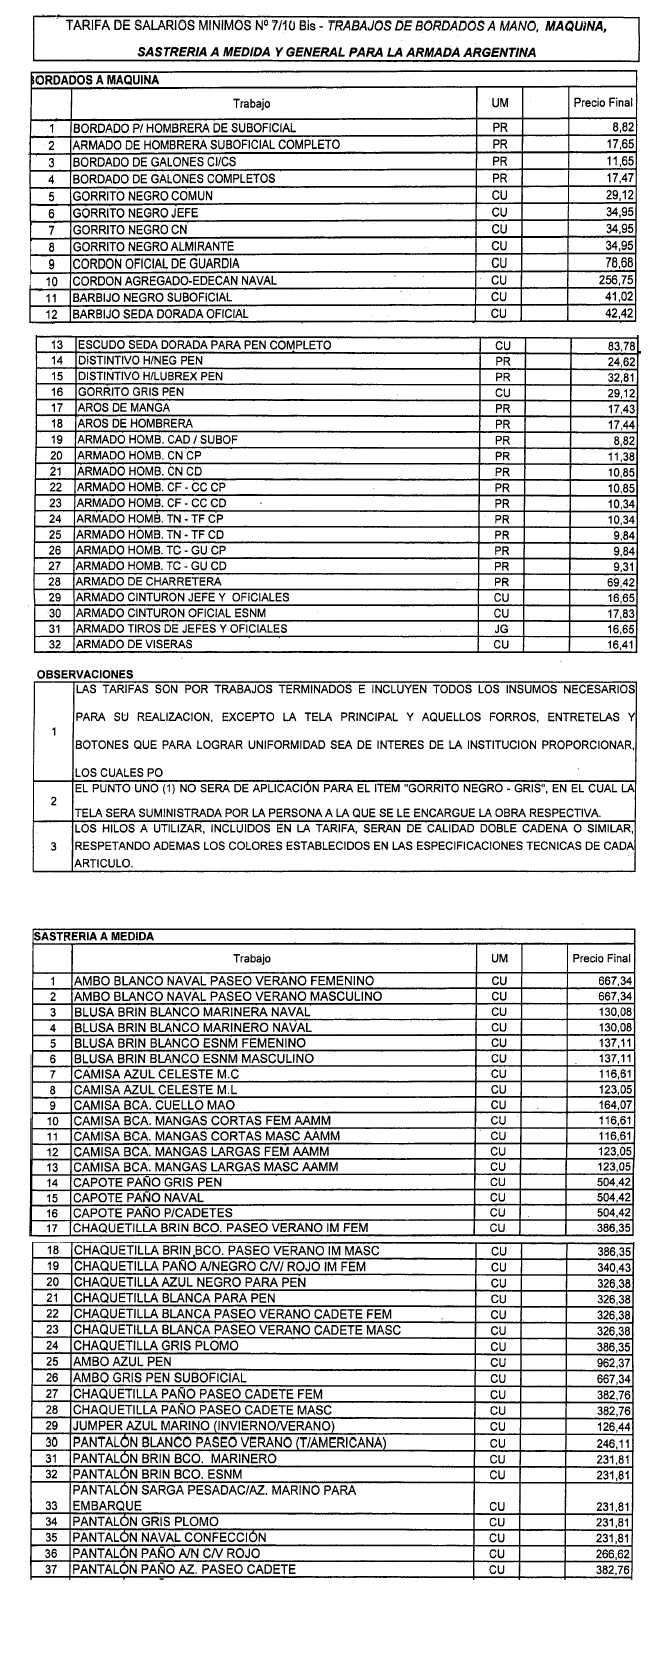 TARIFA DE SALARIOS MINIMOS Nº 7/10 Bis - TRABAJOS DE BORDADOS A MANO, MAQUINA,
SASTRERIA A MEDIDA Y GENERAL PARA LA ARMADA ARGENTINA
BORDADOS A MAQUINA
Trabajo UM Precio Final
1 BORDADO P/ HOMBRERA DE SUBOFICIAL PR 8,82
2 ARMADO DE HOMBRERA SUBOFICIAL COMPLETO PR 17,65
3 BORDADO DE GALONES CI/CS PR 11,65
4 BORDADO DE GALONES COMPLETOS PR 17,47
5 GORRITO NEGRO COMUN CU 29,12
6 GORRITO NEGRO JEFE CU 34,95
7 GORRITO NEGRO CN CU 34,95
8 GORRITO NEGRO ALMIRANTE CU 34,95
9 CORDON OFICIAL DE GUARDIA CU 78,68
10 CORDON AGREGADO-EDECAN NAVAL CU 256,75
11 BARBIJO NEGRO SUBOFICIAL CU 41,02
12 BARBIJO SEDA DORADA OFICIAL CU 42,42
13 ESCUDO SEDA DORADA PARA PEN COMPLETO CU 83,78
14 DISTINTIVO H/NEG PEN PR 24,62
15 DISTINTIVO H/LUBREX PEN PR 32,81
16 GORRITO GRIS PEN CU 29,12
17 AROS DE MANGA PR 17,43
18 AROS DE HOMBRERA PR 17,44
19 ARMADO HOMB. CAD / SUBOF PR 8,82
20 ARMADO HOMB. CN CP PR 11,38
21 ARMADO HOMB. CN CD PR 10,85
22 ARMADO HOMB. CF - CC CP PR 10,85
23 ARMADO HOMB. CF - CC CD PR 10,34
24 ARMADO HOMB. TN - TF CP PR 10,34
25 ARMADO HOMB. TN - TF CD PR 9,84
26 ARMADO HOMB. TC - GU CP PR 9,84
27 ARMADO HOMB. TC - GU CD PR 9,31
28 ARMADO DE CHARRETERA PR 69,42
29 ARMADO CINTURON JEFE Y OFICIALES CU 16,65
30 ARMADO CINTURON OFICIAL ESNM CU 17,83
31 ARMADO TIROS DE JEFES Y OFICIALES JG 16,65
32 ARMADO DE VISERAS CU 16,41
OBSERVACIONES
LAS TARIFAS SON POR TRABAJOS TERMINADOS E INCLUYEN TODOS LOS INSUMOS NECESARIOS
PARA SU REALIZACION, EXCEPTO LA TELA PRINCIPAL Y AQUELLOS FORROS, ENTRETELAS Y
1
BOTONES QUE PARA LOGRAR UNIFORMIDAD SEA DE INTERES DE LA INSTITUCION PROPORCIONAR,
LOS CUALES PO
EL PUNTO UNO (1) NO SERA DE APLICACIÓN PARA EL ITEM "GORRITO NEGRO - GRIS", EN EL CUAL LA
2
TELA SERA SUMINISTRADA POR LA PERSONA A LA QUE SE LE ENCARGUE LA OBRA RESPECTIVA.
LOS HILOS A UTILIZAR, INCLUIDOS EN LA TARIFA, SERAN DE CALIDAD DOBLE CADENA O SIMILAR,
3 RESPETANDO ADEMAS LOS COLORES ESTABLECIDOS EN LAS ESPECIFICACIONES TECNICAS DE CADA
ARTICULO.
SASTRERIA A MEDIDA
Trabajo UM Precio Final
1 AMBO BLANCO NAVAL PASEO VERANO FEMENINO CU 667,34
2 AMBO BLANCO NAVAL PASEO VERANO MASCULINO CU 667,34
3 BLUSA BRIN BLANCO MARINERA NAVAL CU 130,08
4 BLUSA BRIN BLANCO MARINERO NAVAL CU 130,08
5 BLUSA BRIN BLANCO ESNM FEMENINO CU 137,11
6 BLUSA BRIN BLANCO ESNM MASCULINO CU 137,11
7 CAMISA AZUL CELESTE M.C CU 116,61
8 CAMISA AZUL CELESTE M.L CU 123,05
9 CAMISA BCA. CUELLO MAO CU 164,07
10 CAMISA BCA. MANGAS CORTAS FEM AAMM CU 116,61
11 CAMISA BCA. MANGAS CORTAS MASC AAMM CU 116,61
12 CAMISA BCA. MANGAS LARGAS FEM AAMM CU 123,05
13 CAMISA BCA. MANGAS LARGAS MASC AAMM CU 123,05
14 CAPOTE PAÑO GRIS PEN CU 504,42
15 CAPOTE PAÑO NAVAL CU 504,42
16 CAPOTE PAÑO P/CADETES CU 504,42
17 CHAQUETILLA BRIN BCO. PASEO VERANO IM FEM CU 386,35
18 CHAQUETILLA BRIN BCO. PASEO VERANO IM MASC CU 386,35
19 CHAQUETILLA PAÑO A/NEGRO C/V/ ROJO IM FEM CU 340,43
20 CHAQUETILLA AZUL NEGRO PARA PEN CU 326,38
21 CHAQUETILLA BLANCA PARA PEN CU 326,38
22 CHAQUETILLA BLANCA PASEO VERANO CADETE FEM CU 326,38
23 CHAQUETILLA BLANCA PASEO VERANO CADETE MASC CU 326,38
24 CHAQUETILLA GRIS PLOMO CU 386,35
25 AMBO AZUL PEN CU 962,37
26 AMBO GRIS PEN SUBOFICIAL CU 667,34
27 CHAQUETILLA PAÑO PASEO CADETE FEM CU 382,76
28 CHAQUETILLA PAÑO PASEO CADETE MASC CU 382,76
29 JUMPER AZUL MARINO (INVIERNO/VERANO) CU 126,44
30 PANTALÓN BLANCO PASEO VERANO (T/AMERICANA) CU 246,11
31 PANTALÓN BRIN BCO. MARINERO CU 231,81
32 PANTALÓN BRIN BCO. ESNM CU 231,81
PANTALÓN SARGA PESADAC/AZ. MARINO PARA
33 EMBARQUE CU 231,81
34 PANTALÓN GRIS PLOMO CU 231,81
35 PANTALÓN NAVAL CONFECCIÓN CU 231,81
36 PANTALÓN PAÑO A/N C/V ROJO CU 266,62
37 PANTALÓN PAÑO AZ. PASEO CADETE CU 382,76